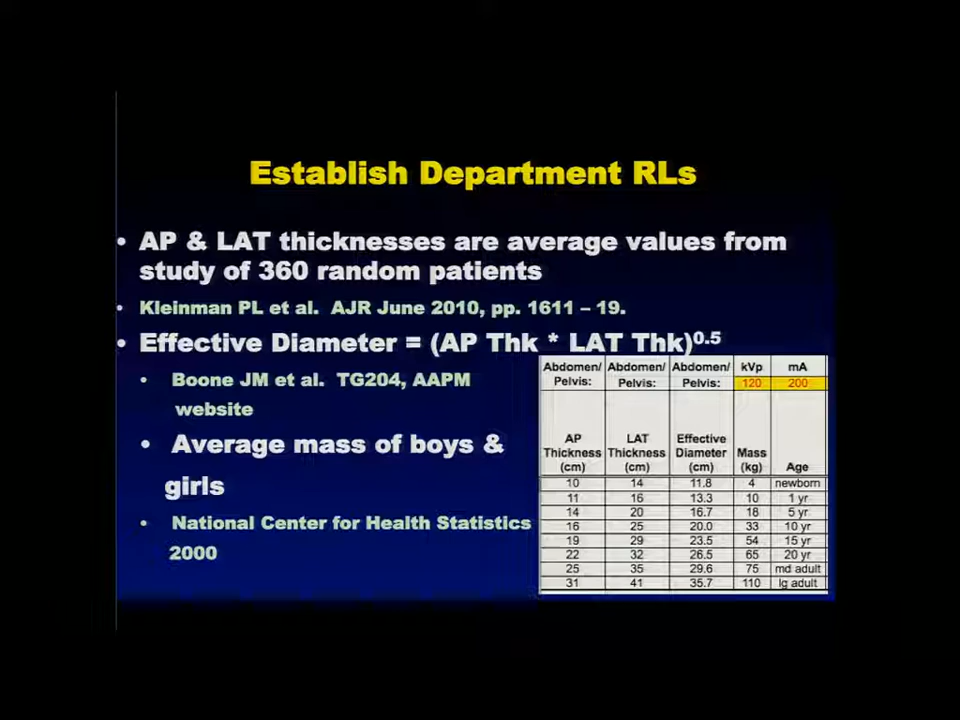 Establish Department RLs
• AP & LAT thicknesses are average values from
study of 360 random patients
• Kleinman PL et al. AJR June 2010, pp. 1611 – 19.
• Effective Diameter = (AP Thk * LAT Thk)^0.5
• Boone JM et al. TG204, AAPM
website
• Average mass of boys &
girls
• National Center for Health Statistics
2000
Abdomen/ Abdomen/ Abdomen/ kVp mA
Pelvis: Pelvis: Pelvis: 120 200
AP LAT Effective
Thickness Thickness Diameter Mass
(cm) (cm) (cm) (kg) Age
10 14 11.8 4 newborn
11 16 13.3 10 1 yr
14 20 16.7 18 5 yr
16 25 20.0 33 10 yr
19 29 23.5 54 15 yr
22 32 26.5 65 20 yr
25 35 29.6 75 md adult
31 41 35.7 110 lg adult